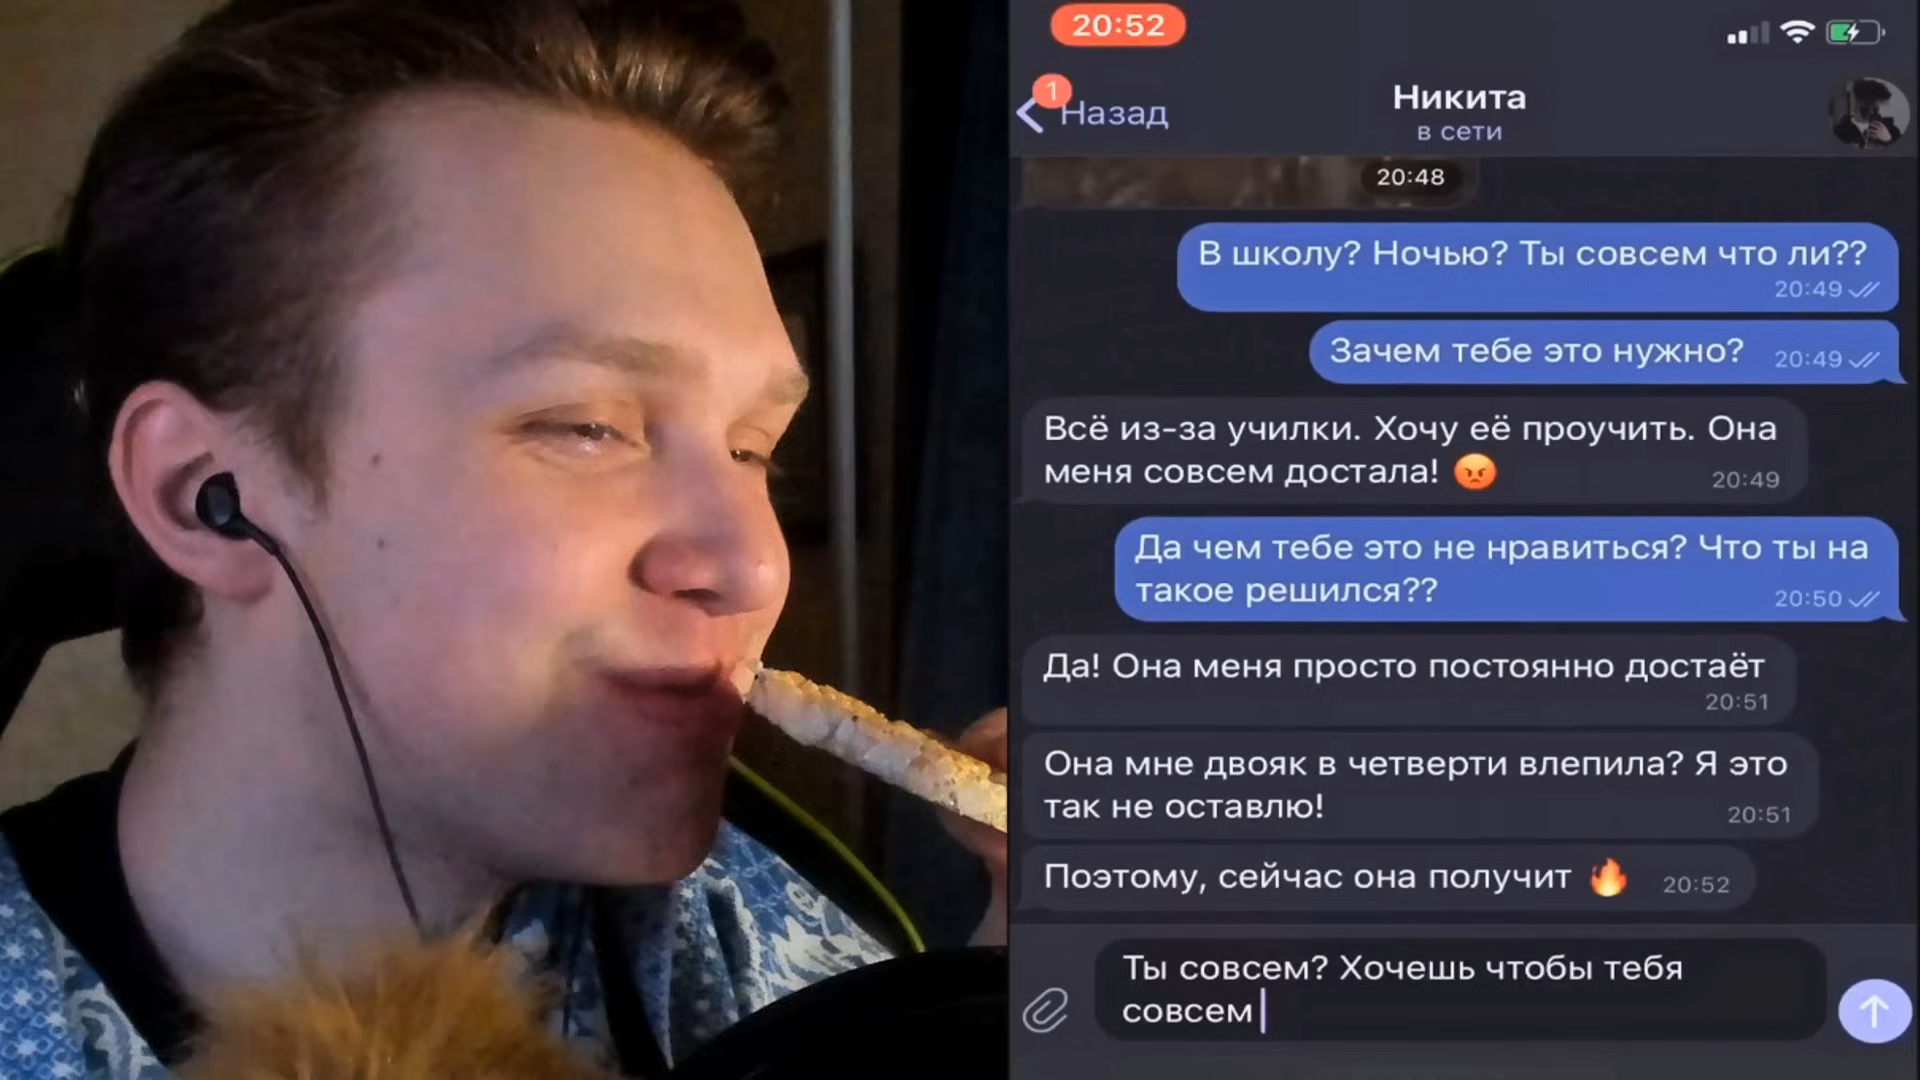 20:52
1
Назад
Никита
в сети
20:48
В школу? Ночью? Ты совсем что ли??
20:49
Зачем тебе это нужно? 20:49
Всё из-за училки. Хочу её проучить. Она
меня совсем достала! 😡 20:49
Да чем тебе это не нравиться? Что ты на
такое решился?? 20:50
Да! Она меня просто постоянно достаёт
20:51
Она мне двояк в четверти влепила? Я это
так не оставлю! 20:51
Поэтому, сейчас она получит 🔥 20:52
Ты совсем? Хочешь чтобы тебя
совсем